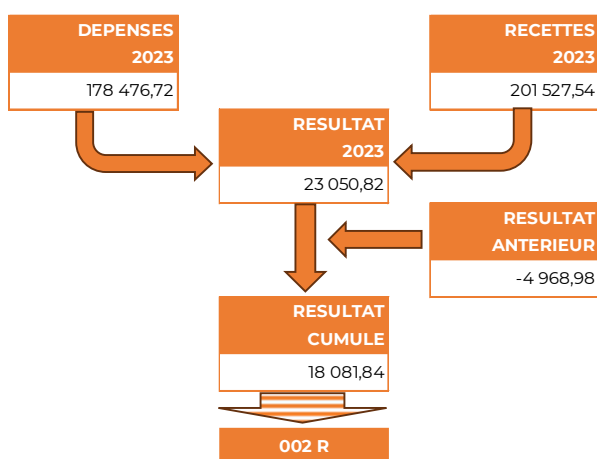 DEPENSES
2023
178 476,72
RECETTES
2023
201 527,54
RESULTAT
2023
23 050,82
RESULTAT
ANTERIEUR
-4 968,98
RESULTAT
CUMULE
18 081,84
002 R